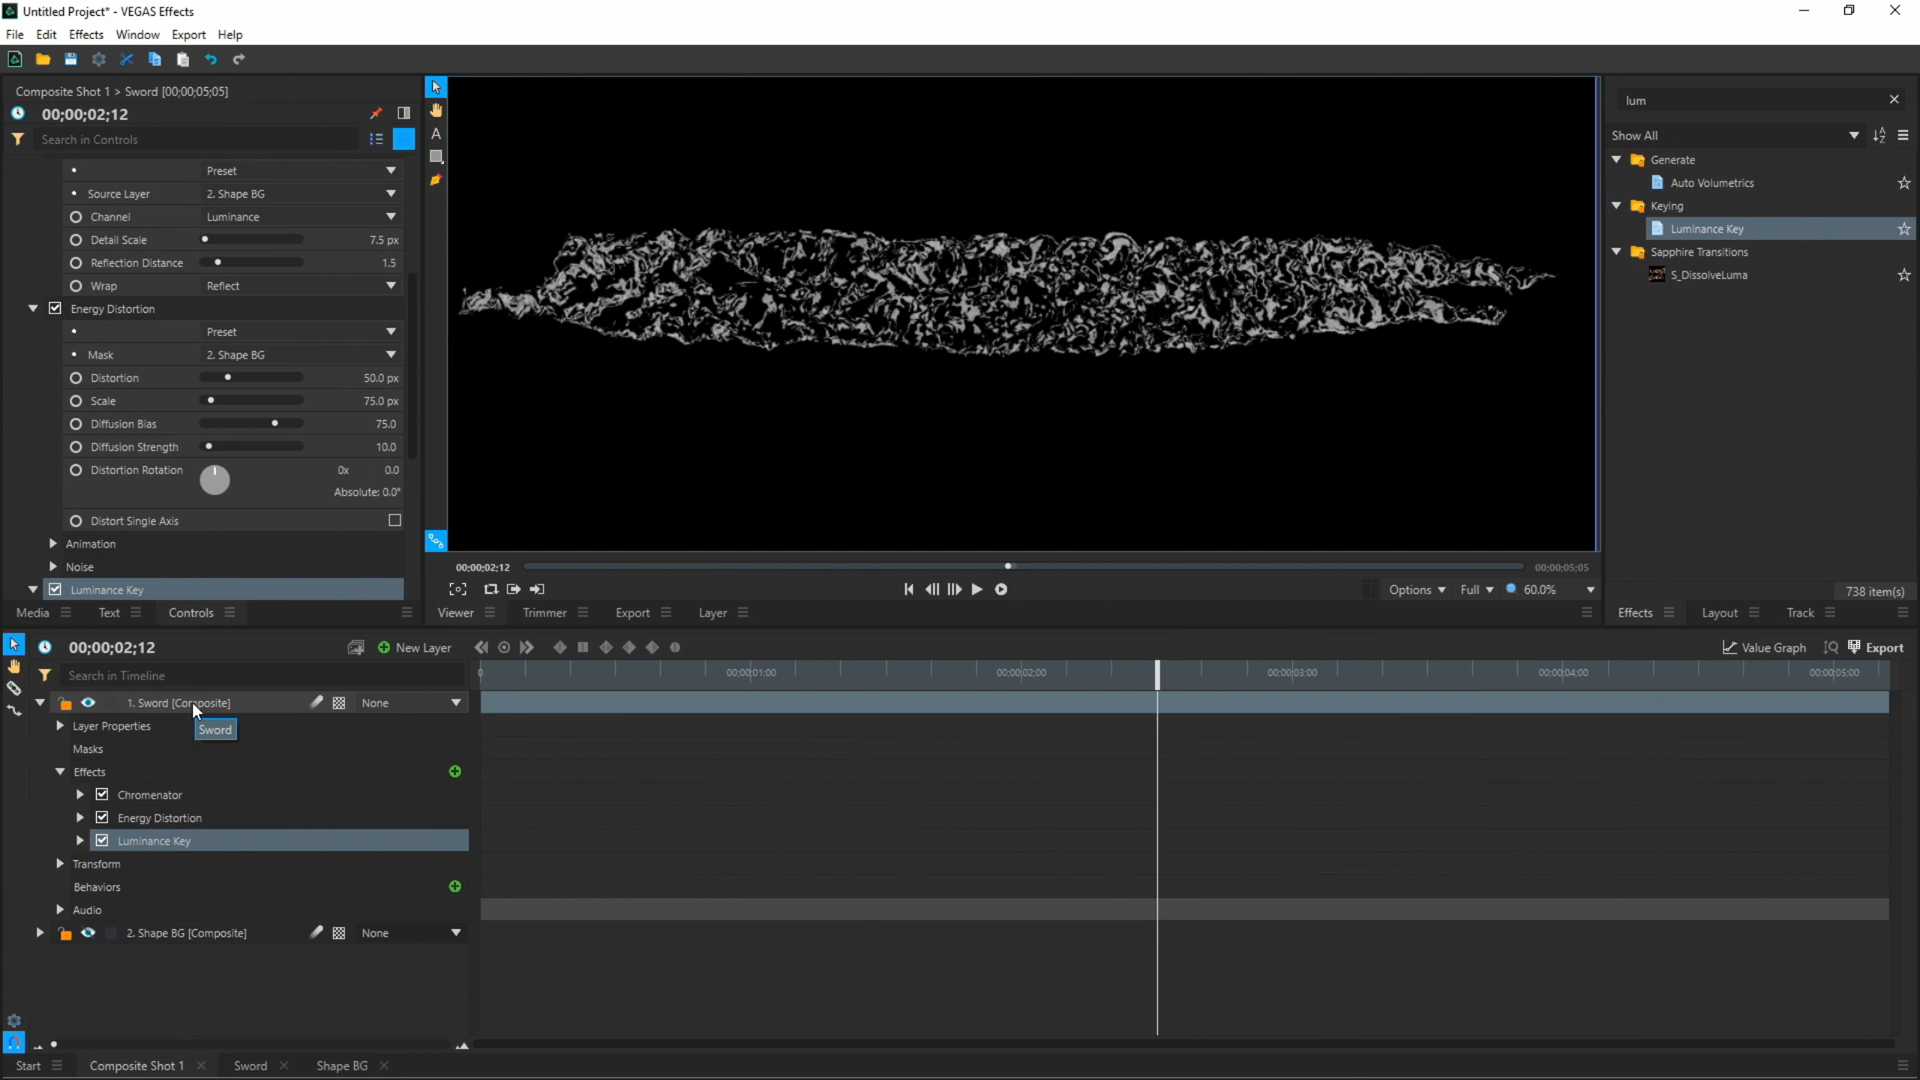 Untitled Project* - VEGAS Effects
File Edit Effects Window Export Help
Composite Shot 1 > Sword [00;00;05;05]
00;00;02;12
Search in Controls
Preset
Source Layer 2. Shape BG
Channel Luminance
Detail Scale 7.5 px
Reflection Distance 1.5
Wrap Reflect
Energy Distortion
Preset
Mask 2. Shape BG
Distortion 50.0 px
Scale 75.0 px
Diffusion Bias 75.0
Diffusion Strength 10.0
Distortion Rotation 0x 0.0
Absolute: 0.0°
Distort Single Axis
Animation
Noise
Luminance Key
Media Text Controls
A
00;00;02;12 00;00;05;05
Options Full 60.0%
Viewer Trimmer Export Layer
lum
Show All
Generate
Auto Volumetrics
Keying
Luminance Key
Sapphire Transitions
S_DissolveLuma
738 item(s)
Effects Layout Track
00;00;02;12 New Layer Value Graph Export
Search in Timeline
0 00;00;01;00 00;00;02;00 00;00;03;00 00;00;04;00 00;00;05;00
1. Sword [Composite] None
Sword
Layer Properties
Masks
Effects
Chromenator
Energy Distortion
Luminance Key
Transform
Behaviors
Audio
2. Shape BG [Composite] None
Start Composite Shot 1 Sword Shape BG